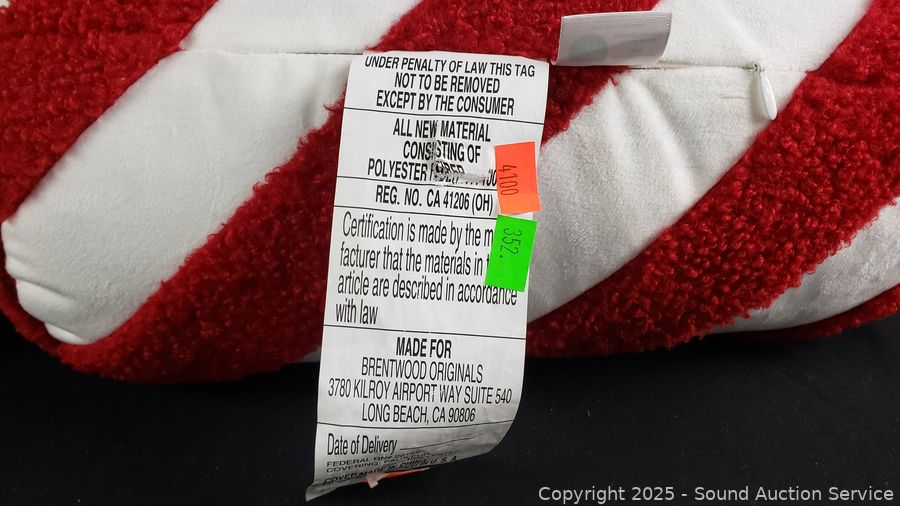 UNDER PENALTY OF LAW THIS TAG
NOT TO BE REMOVED
EXCEPT BY THE CONSUMER
ALL NEW MATERIAL
CONSISTING OF
POLYESTER
REG. NO. CA 41206 (OH)
Certification is made by the m
facturer that the materials in
article are described in accordance
with law
MADE FOR
BRENTWOOD ORIGINALS
3780 KILROY AIRPORT WAY SUITE 540
LONG BEACH, CA 90806
Date of Delivery
4100
352.
Copyright © 2025 - Sound Auction Service